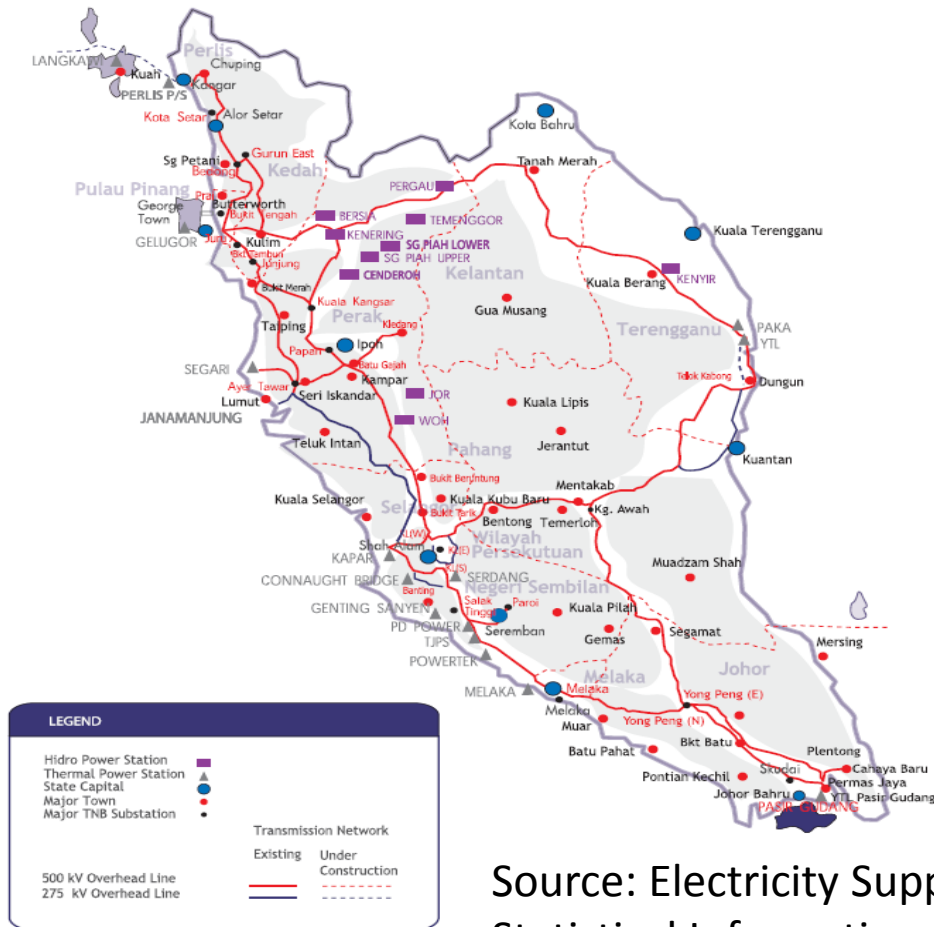 Perlis
Chuping
LANGKAWI
Kuah
Kangar
PERLIS P/S
Kota Setar
Alor Setar
Kota Bahru
Sg Petani
Gurun East
Bedong
Kedah
Tanah Merah
Pulau Pinang
Prai
PERGAU
George
Town
Butterworth
Bukit Tengah
BERSIA
TEMENGGOR
GELUGOR
Juru
Kulim
KENERING
SG PIAH LOWER
Kuala Terengganu
Bkt Tambun
Junjung
SG PIAH UPPER
Kelantan
CENDEROH
Kuala Berang
KENYIR
Bukit Merah
Kuala Kangsar
Gua Musang
Taiping
Perak
Kledang
Terengganu
PAKA
YTL
Papan
Ipoh
SEGARI
Batu Gajah
Kampar
Telok Kabong
Dungun
Ayer Tawar
Lumut
Seri Iskandar
JOR
Kuala Lipis
JANAMANJUNG
WOH
Teluk Intan
Jerantut
Pahang
Kuantan
Bukit Beruntung
Mentakab
Kuala Selangor
Selangor
Kuala Kubu Baru
Bukit Tarik
Bentong
Temerloh
Kg. Awah
KL(W)
Wilayah
Shah Alam
KL(E)
Persekutuan
KAPAR
KL(S)
Muadzam Shah
CONNAUGHT BRIDGE
SERDANG
Negeri Sembilan
Banting
Salak
Tinggi
Paroi
GENTING SANYEN
Kuala Pilah
PD POWER
Seremban
Gemas
Segamat
TJPS
Mersing
POWERTEK
Johor
Melaka
MELAKA
Melaka
Melaka
Yong Peng (E)
Muar
Yong Peng (N)
Batu Pahat
Bkt Batu
Plentong
Skodai
Cahaya Baru
Pontian Kechil
Permas Jaya
Johor Bahru
YTL Pasir Gudang
PASIR GUDANG
LEGEND
Hidro Power Station
Thermal Power Station
State Capital
Major Town
Major TNB Substation
Transmission Network
Existing
Under
Construction
500 kV Overhead Line
275 kV Overhead Line
Source: Electricity Supp